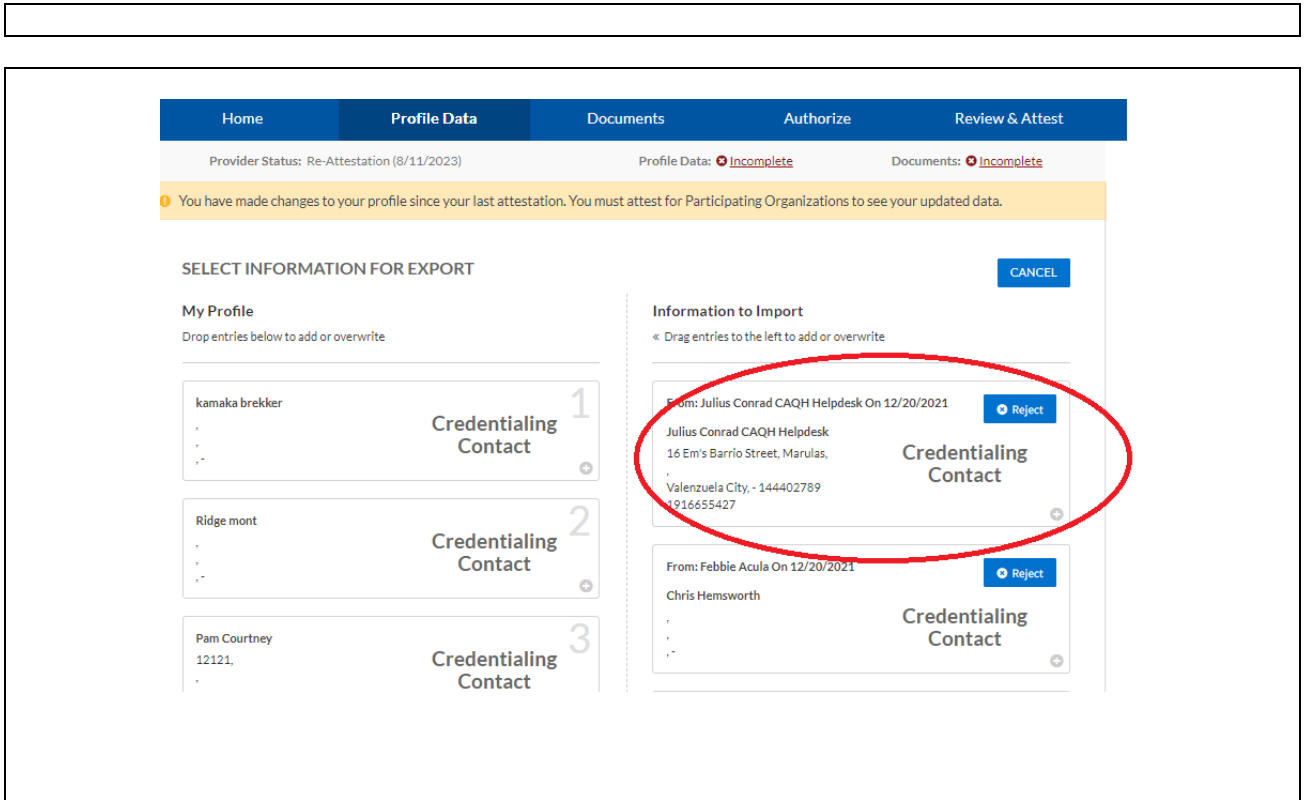 Home Profile Data Documents Authorize Review & Attest
Provider Status: Re-Attestation (8/11/2023) Profile Data: Incomplete Documents: Incomplete
You have made changes to your profile since your last attestation. You must attest for Participating Organizations to see your updated data.
SELECT INFORMATION FOR EXPORT
CANCEL
My Profile
Drop entries below to add or overwrite
kamaka brekker
,
,
, -
Credentialing
Contact
1
Ridge mont
,
,
, -
Credentialing
Contact
2
Pam Courtney
12121,
,
Credentialing
Contact
3
Information to Import
« Drag entries to the left to add or overwrite
From: Julius Conrad CAQH Helpdesk On 12/20/2021
Reject
Julius Conrad CAQH Helpdesk
16 Em's Barrio Street, Marulas,
,
Valenzuela City, - 144402789
1916655427
Credentialing
Contact
From: Febbie Acula On 12/20/2021
Reject
Chris Hemsworth
,
,
, -
Credentialing
Contact